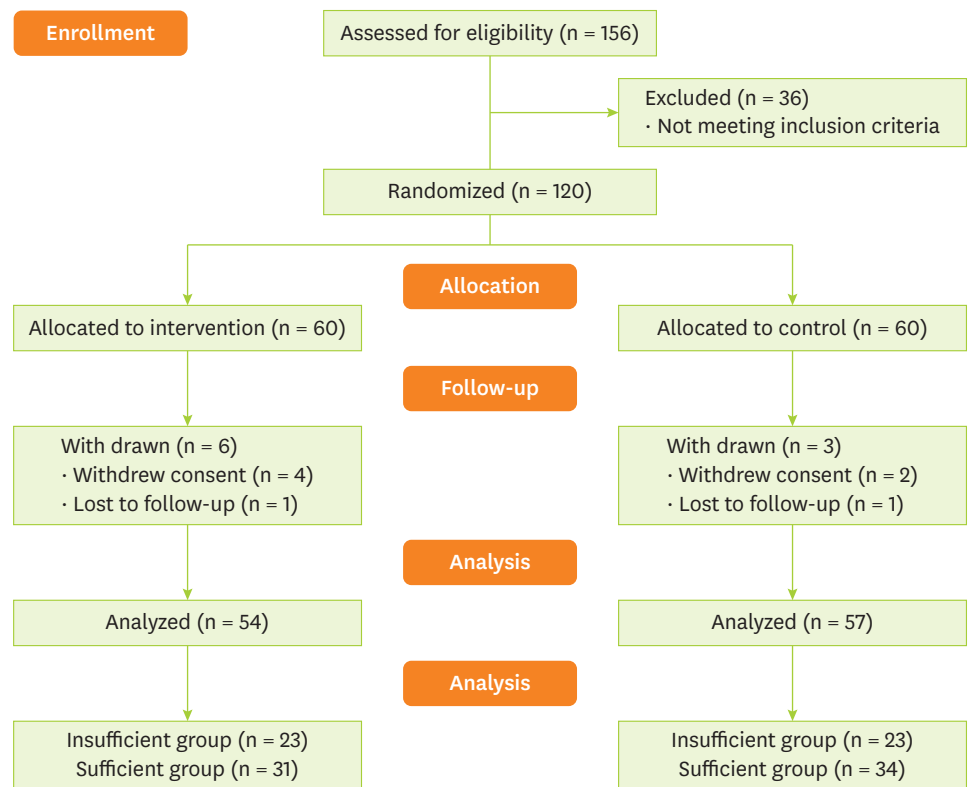 Enrollment
Assessed for eligibility (n = 156)
Excluded (n = 36)
· Not meeting inclusion criteria
Randomized (n = 120)
Allocation
Allocated to intervention (n = 60)
Allocated to control (n = 60)
Follow-up
With drawn (n = 6)
· Withdrew consent (n = 4)
· Lost to follow-up (n = 1)
With drawn (n = 3)
· Withdrew consent (n = 2)
· Lost to follow-up (n = 1)
Analysis
Analyzed (n = 54)
Analyzed (n = 57)
Analysis
Insufficient group (n = 23)
Sufficient group (n = 31)
Insufficient group (n = 23)
Sufficient group (n = 34)